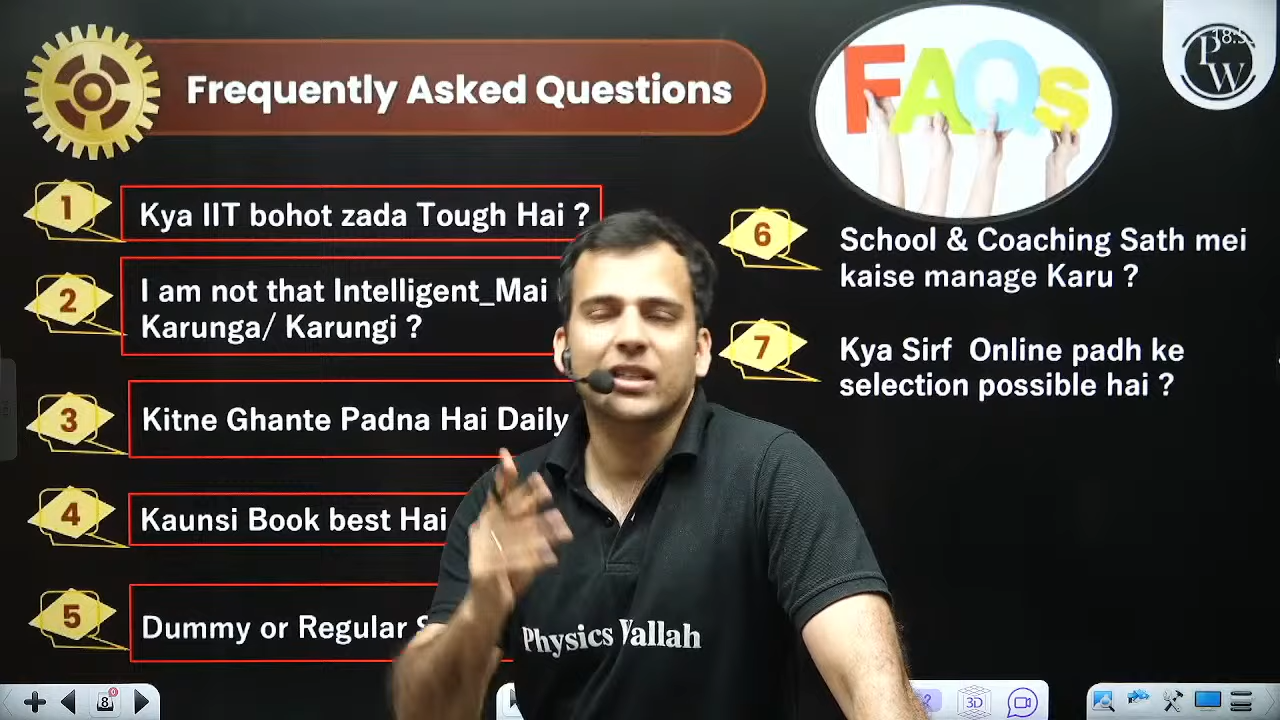 Frequently Asked Questions
FAQs
PW
1
Kya IIT bohot zada Tough Hai ?
2
I am not that Intelligent_Mai
Karunga/ Karungi ?
3
Kitne Ghante Padna Hai Daily
4
Kaunsi Book best Hai
5
Dummy or Regular
6
School & Coaching Sath mei
kaise manage Karu ?
7
Kya Sirf Online padh ke
selection possible hai ?
Physics Wallah
8
3D